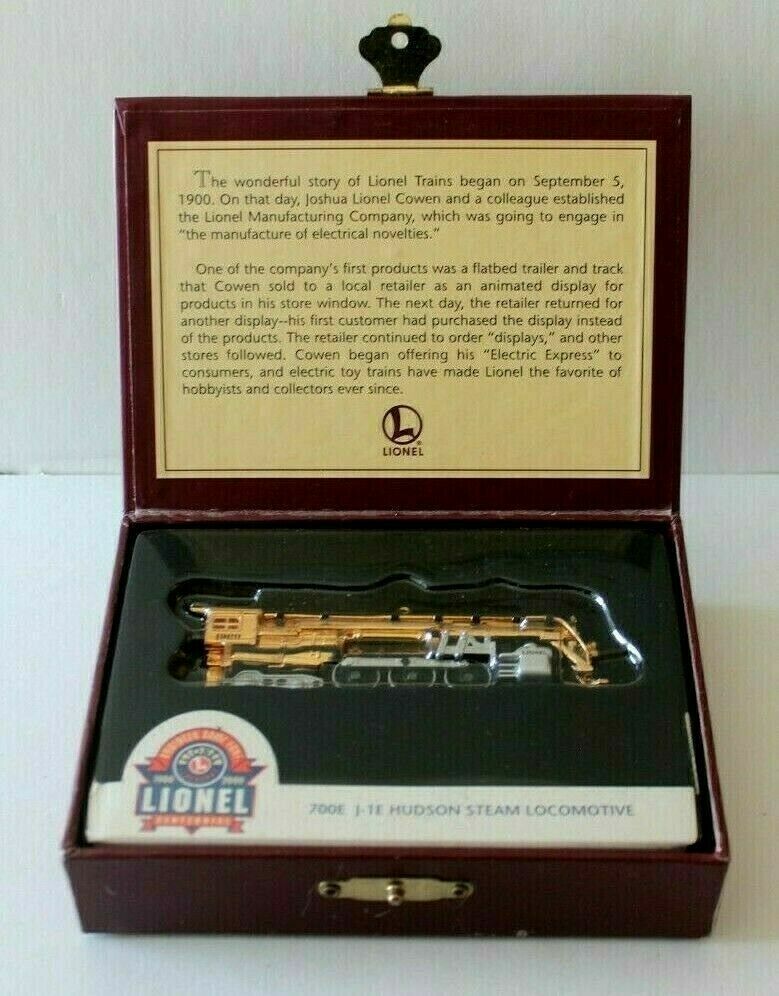 The wonderful story of Lionel Trains began on September 5,
1900. On that day, Joshua Lionel Cowen and a colleague established
the Lionel Manufacturing Company, which was going to engage in
“the manufacture of electrical novelties.”
One of the company’s first products was a flatbed trailer and track
that Cowen sold to a local retailer as an animated display for
products in his store window. The next day, the retailer returned for
another display--his first customer had purchased the display instead
of the products. The retailer continued to order “displays,” and other
stores followed. Cowen began offering his “Electric Express” to
consumers, and electric toy trains have made Lionel the favorite of
hobbyists and collectors ever since.
L
®
LIONEL
LIONEL
L
LIONEL
CENTENNIAL
700E J-1E HUDSON STEAM LOCOMOTIVE